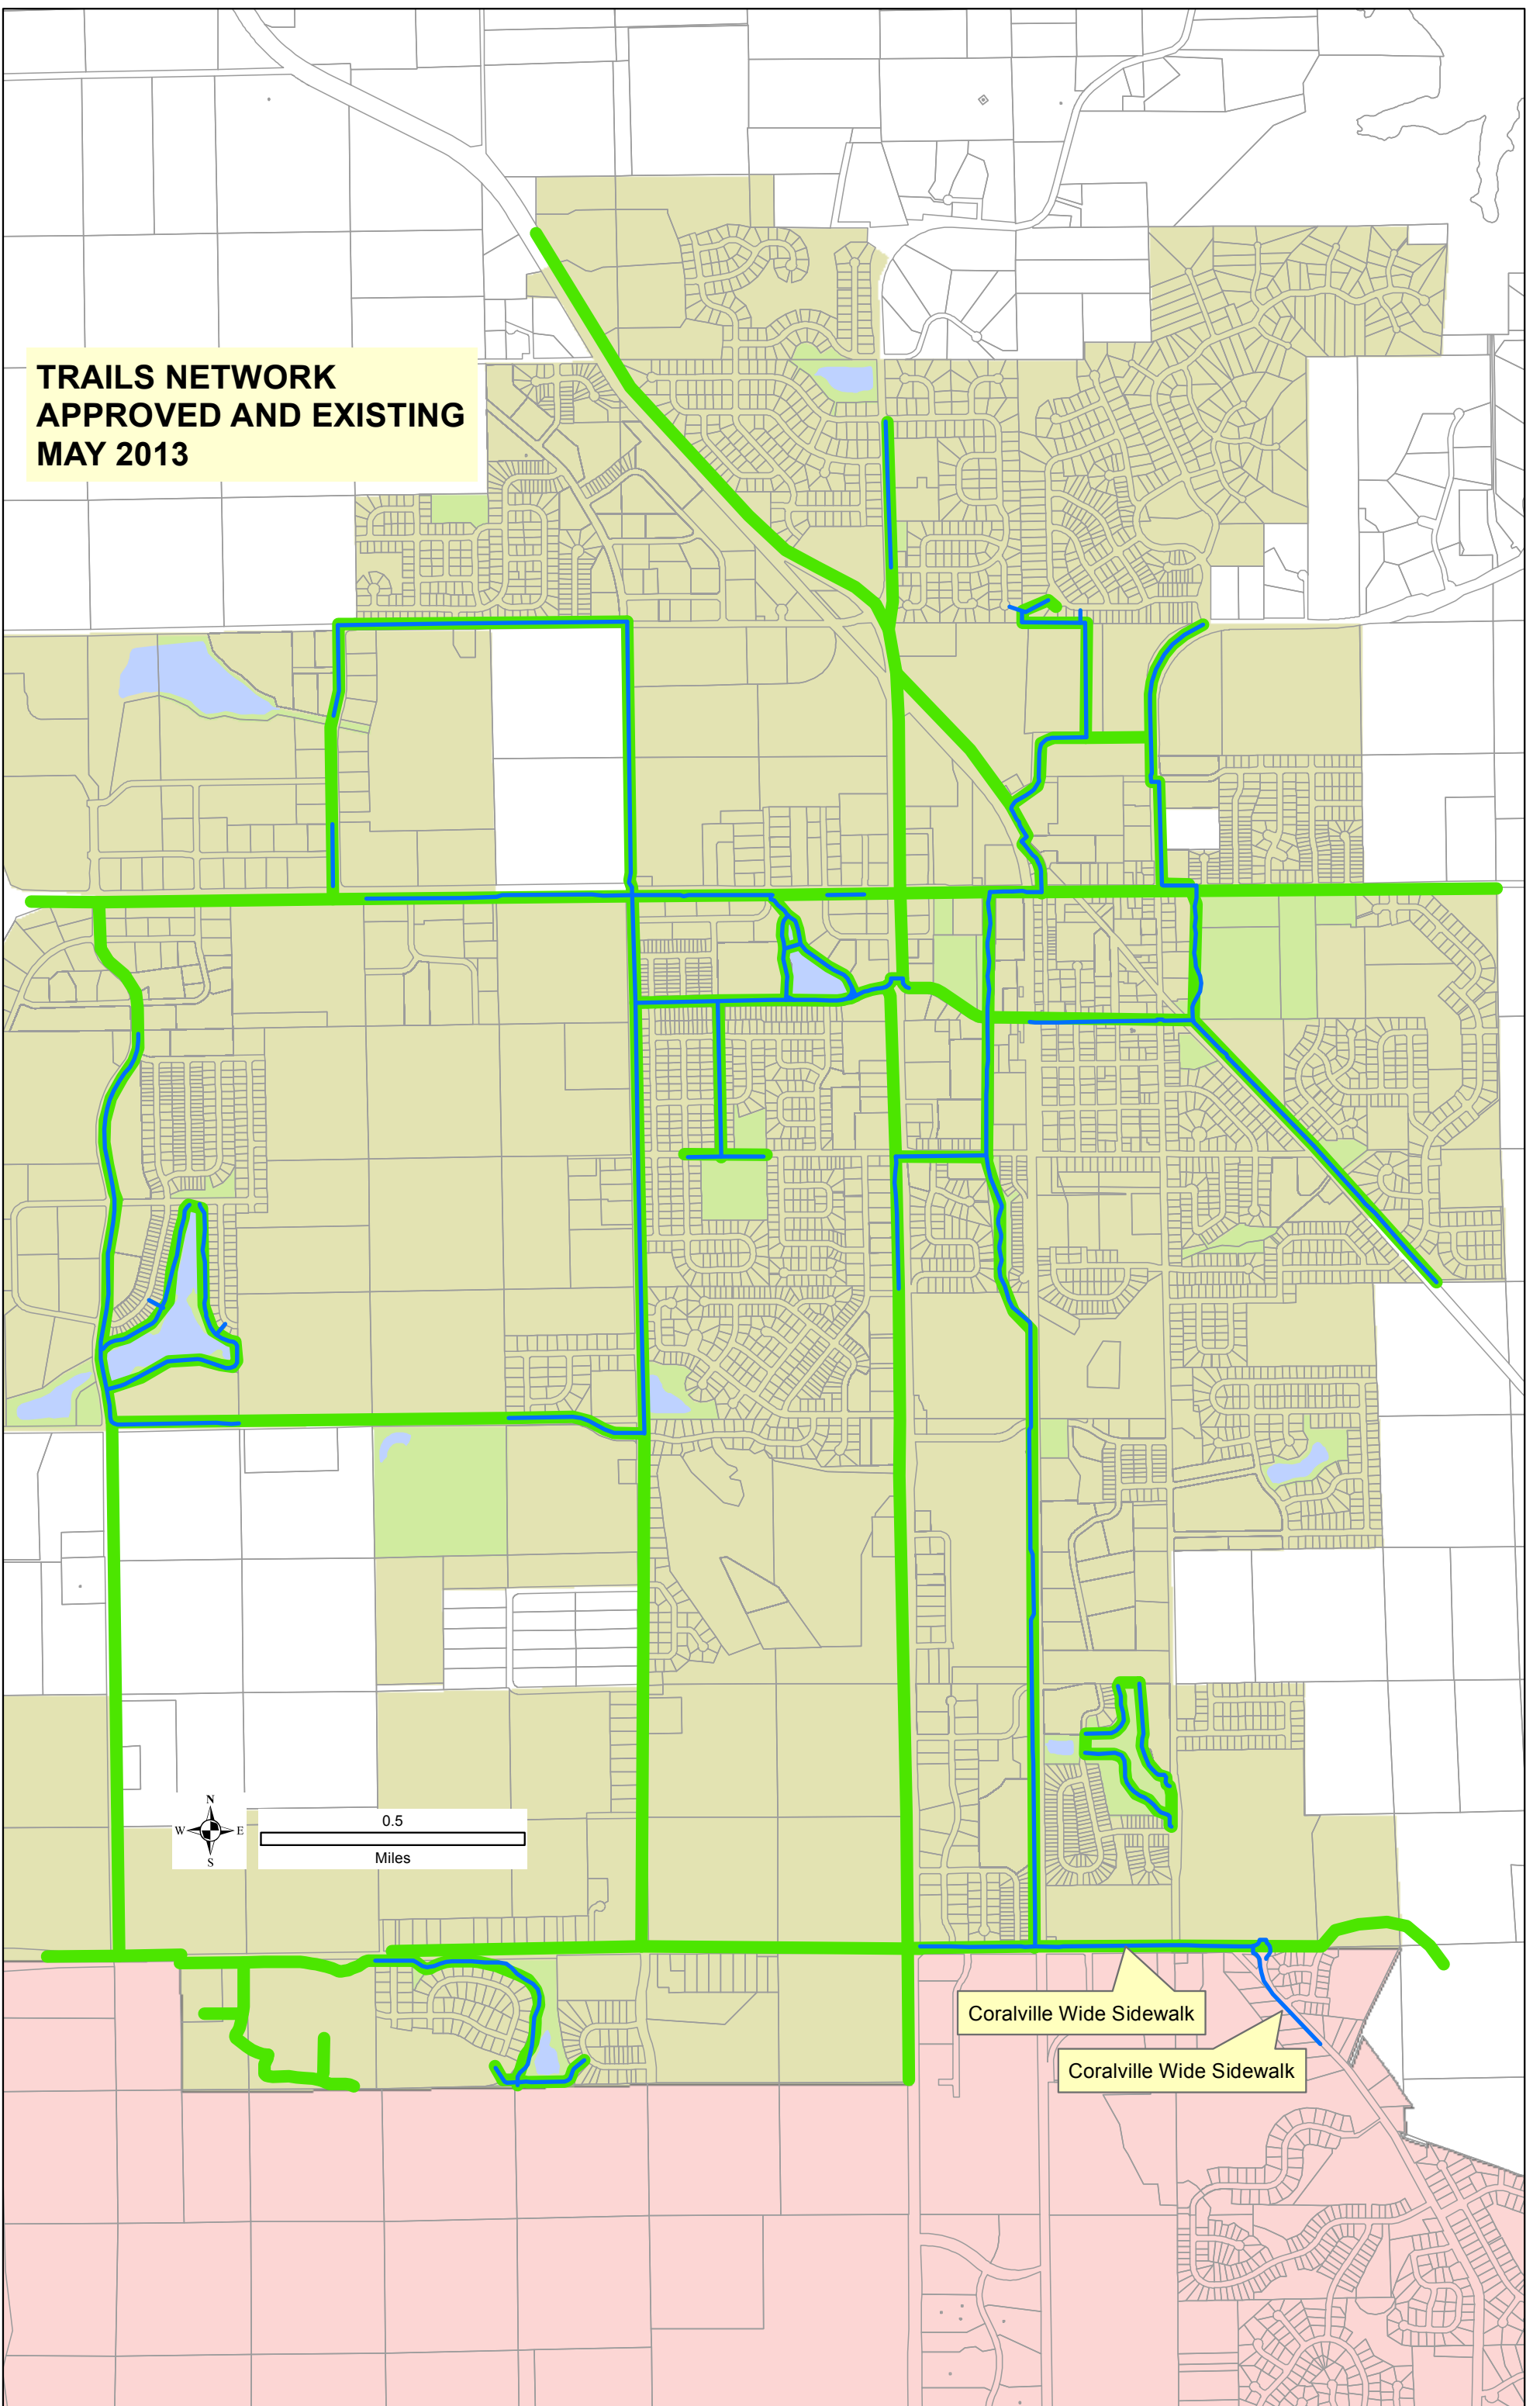 TRAILS NETWORK
APPROVED AND EXISTING
MAY 2013
N
W E
S
0.5
Miles
Coralville Wide Sidewalk
Coralville Wide Sidewalk